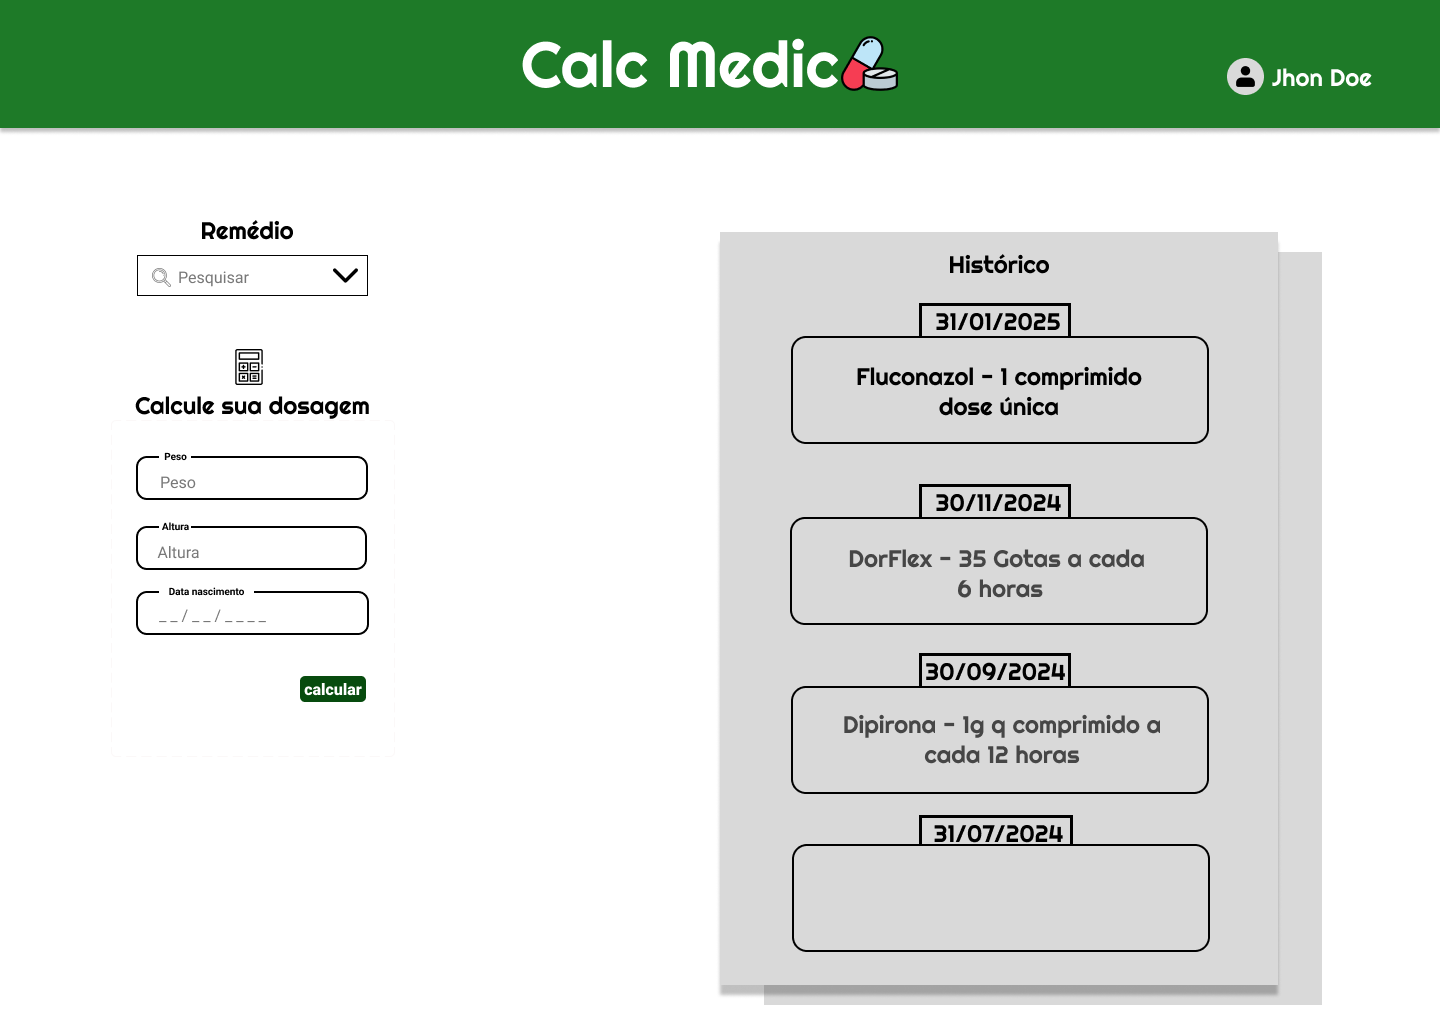 Calc Medic
Jhon Doe
Remédio
Pesquisar
Calcule sua dosagem
Peso
Peso
Altura
Altura
Data nascimento
_ _ / _ _ / _ _ _ _
calcular
Histórico
31/01/2025
Fluconazol - 1 comprimido
dose única
30/11/2024
DorFlex - 35 Gotas a cada
6 horas
30/09/2024
Dipirona - 1g q comprimido a
cada 12 horas
31/07/2024